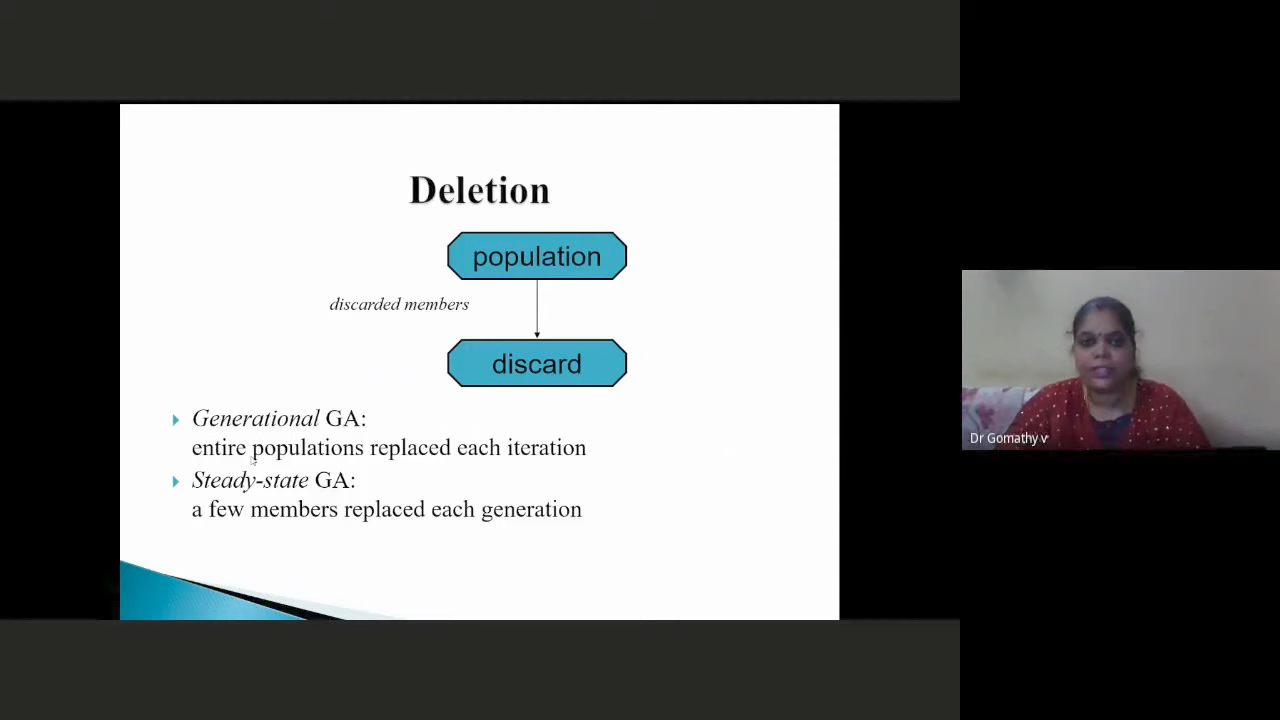 Deletion
population
discarded members
discard
Generational GA:
entire populations replaced each iteration
Steady-state GA:
a few members replaced each generation
Dr Gomathy v